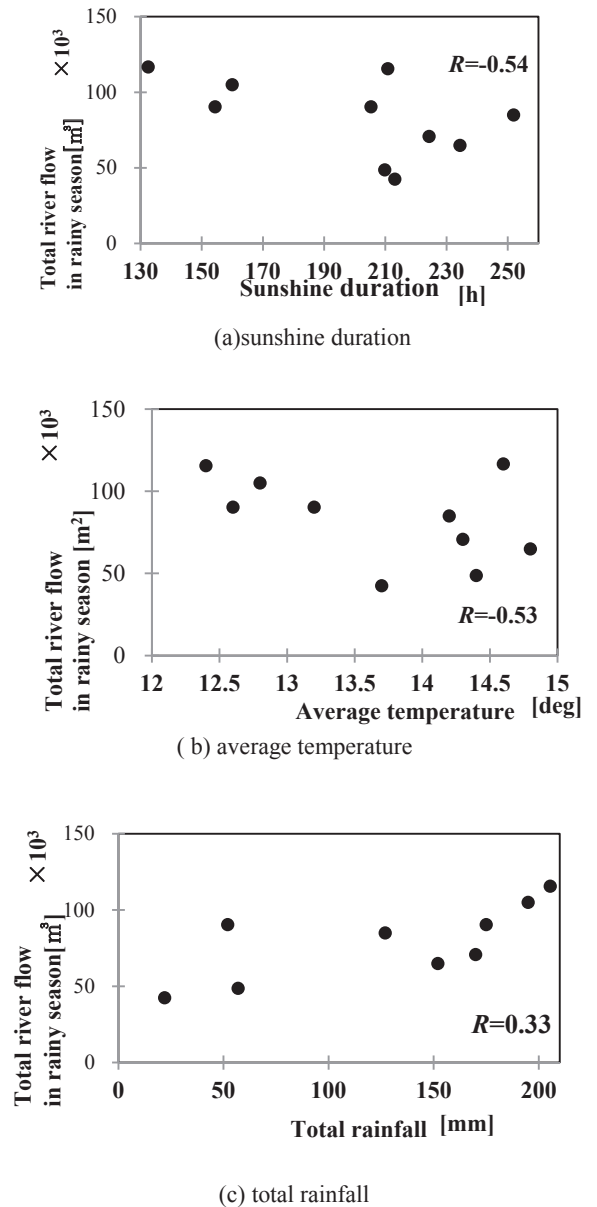 150
100
50
0
×10³
Total river flow
in rainy season[m³]
R=-0.54
130 150 170 190 210 230 250
Sunshine duration [h]
(a)sunshine duration
150
100
50
0
×10³
Total river flow
in rainy season [m²]
R=-0.53
12 12.5 13 13.5 14 14.5 15
Average temperature [deg]
( b) average temperature
150
100
50
0
×10³
Total river flow
in rainy season[m³]
R=0.33
0 50 100 150 200
Total rainfall [mm]
(c) total rainfall